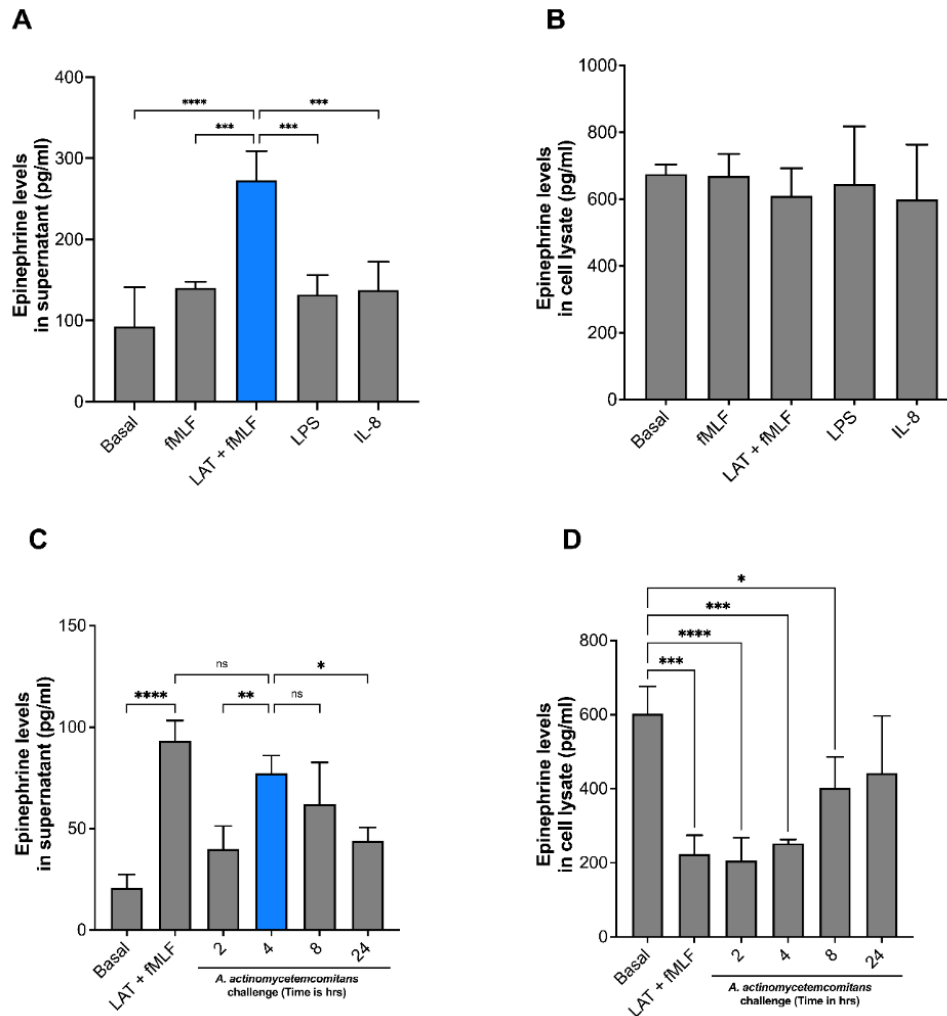 A
Epinephrine levels
in supernatant (pg/ml)
400
300
200
100
0
****
***
***
***
Basal
fMLF
LAT + fMLF
LPS
IL-8
B
Epinephrine levels
in cell lysate (pg/ml)
1000
800
600
400
200
0
Basal
fMLF
LAT + fMLF
LPS
IL-8
C
Epinephrine levels
in supernatant (pg/ml)
150
100
50
0
ns
*
****
**
ns
Basal
LAT + fMLF
2
4
8
24
A. actinomycetemcomitans
challenge (Time is hrs)
D
Epinephrine levels
in cell lysate (pg/ml)
800
600
400
200
0
*
***
****
***
Basal
LAT + fMLF
2
4
8
24
A. actinomycetemcomitans
challenge (Time in hrs)